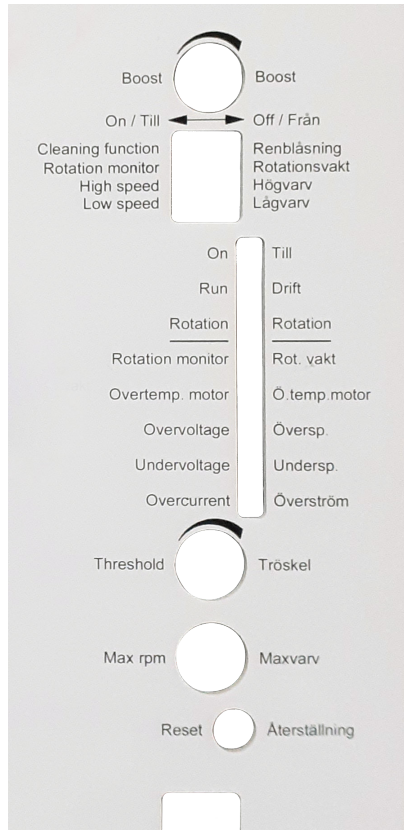 Boost Boost
On / Till Off / Från
Cleaning function Renblåsning
Rotation monitor Rotationsvakt
High speed Högvarv
Low speed Lågvarv
On Till
Run Drift
Rotation Rotation
Rotation monitor Rot. vakt
Overtemp. motor Ö.temp.motor
Overvoltage Översp.
Undervoltage Undersp.
Overcurrent Överström
Threshold Tröskel
Max rpm Maxvarv
Reset Återställning